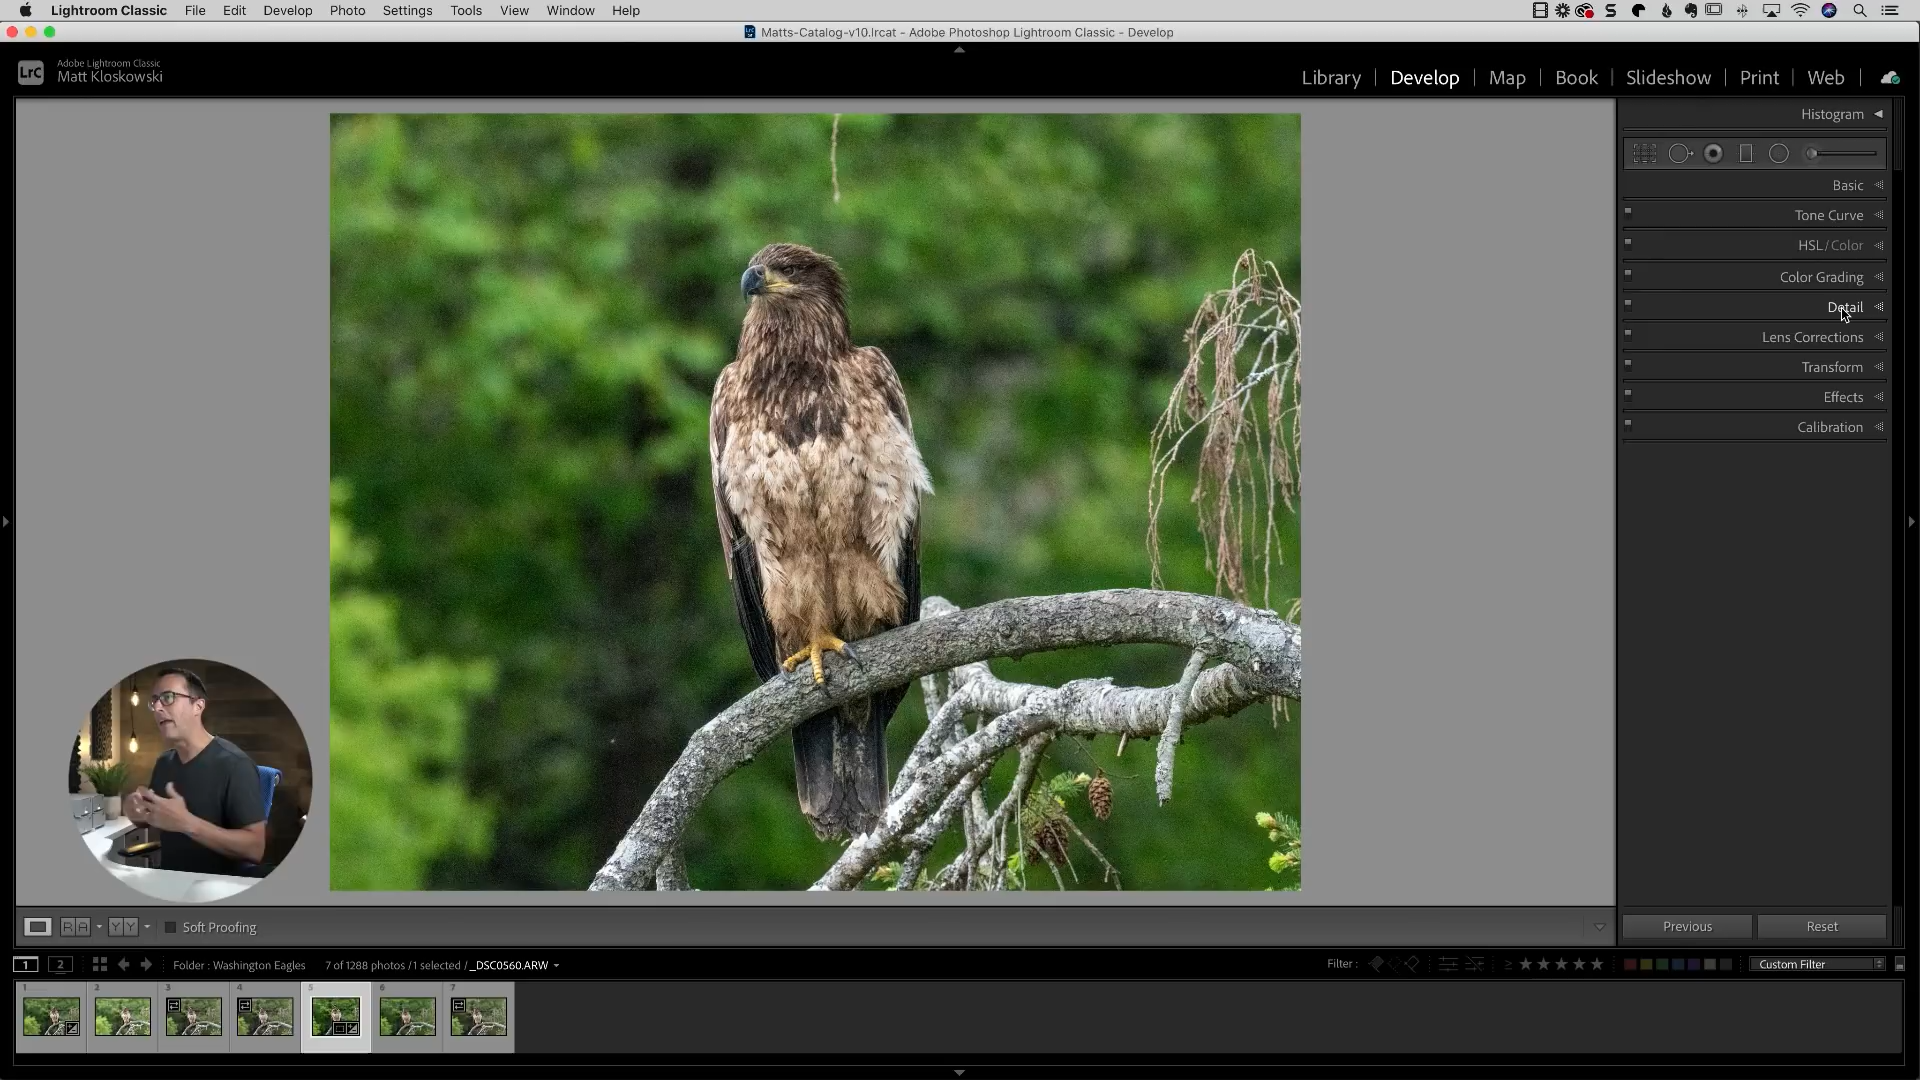 Lightroom Classic File Edit Develop Photo Settings Tools View Window Help
Matts-Catalog-v10.lrcat - Adobe Photoshop Lightroom Classic - Develop
LrC
Adobe Lightroom Classic
Matt Kloskowski
Library | Develop | Map | Book | Slideshow | Print | Web |
Histogram
Basic
Tone Curve
HSL / Color
Color Grading
Detail
Lens Corrections
Transform
Effects
Calibration
R A Y Y Soft Proofing
Previous Reset
1 2 Folder : Washington Eagles 7 of 1288 photos / 1 selected / _DSC0560.ARW Filter : ≥ ★★★★★ Custom Filter
1 2 3 4 5 6 7